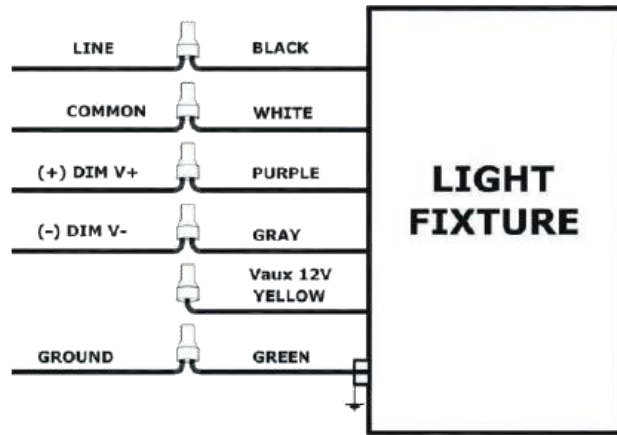 LINE BLACK
COMMON WHITE
(+) DIM V+ PURPLE
(-) DIM V- GRAY
Vaux 12V
YELLOW
GROUND GREEN
LIGHT
FIXTURE